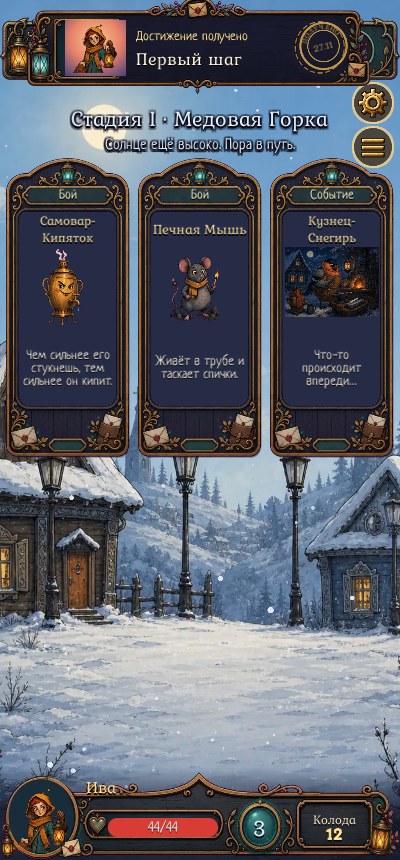 Достижение получено
Первый шаг
27.11
Стадия I · Медовая Горка
Солнце ещё высоко. Пора в путь.
Бой
Самовар-
Кипяток
Чем сильнее его
стукнешь, тем
сильнее он кипит.
Бой
Печная Мышь
Живёт в трубе и
таскает спички.
Событие
Кузнец-
Снегирь
Что-то
происходит
впереди...
Ива
44/44
3
Колода
12